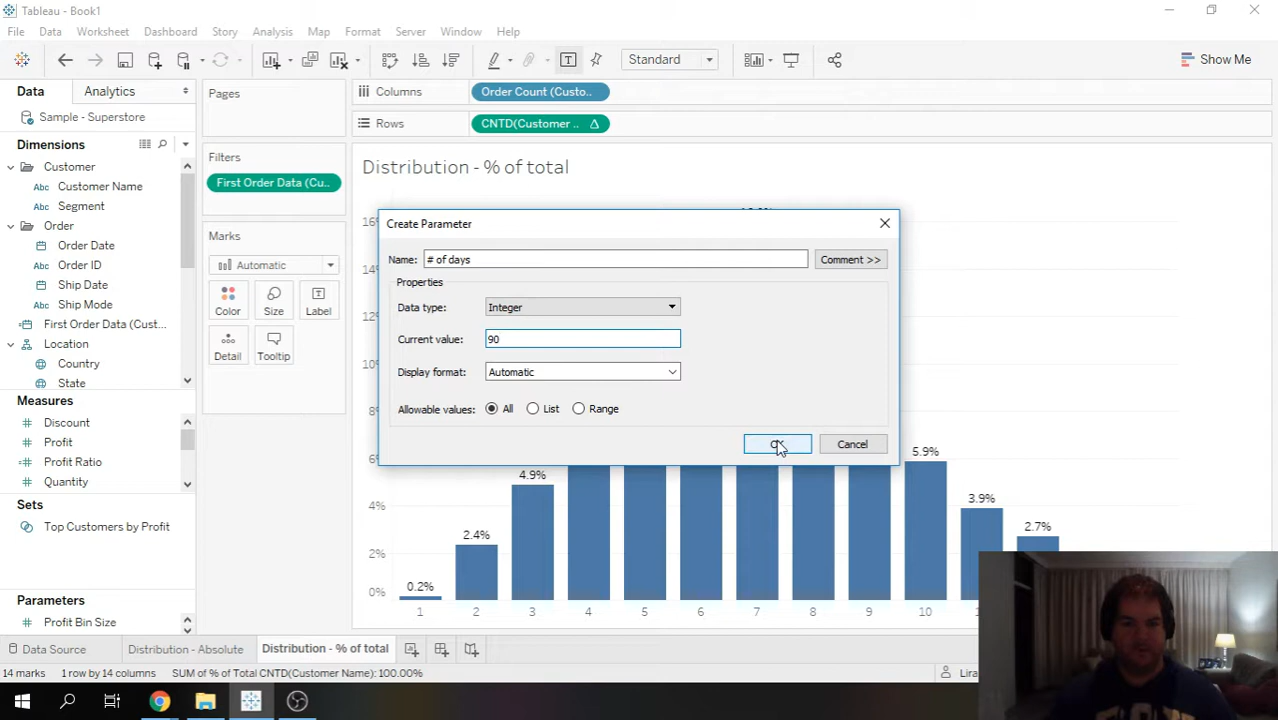 Tableau - Book1
File Data Worksheet Dashboard Story Analysis Map Format Server Window Help
Standard
Show Me
Data
Analytics
Pages
Columns
Order Count (Custo..
Sample - Superstore
Rows
CNTD(Customer ..
Dimensions
Filters
Distribution - % of total
Customer
First Order Data (Cu..
Abc Customer Name
Abc Segment
Order
Order Date
Abc Order ID
Ship Date
Abc Ship Mode
First Order Data (Cust...
Location
Country
State
Marks
Automatic
Color
Size
Label
Detail
Tooltip
Measures
Discount
Profit
Profit Ratio
Quantity
Sets
Top Customers by Profit
Parameters
Profit Bin Size
Create Parameter
Name: # of days
Comment >>
Properties
Data type: Integer
Current value: 90
Display format: Automatic
Allowable values: All List Range
Cancel
4%
2%
0%
0.2%
2.4%
4.9%
5.9%
3.9%
2.7%
1 2 3 4 5 6 7 8 9 10
Data Source
Distribution - Absolute
Distribution - % of total
14 marks
1 row by 14 columns
SUM of % of Total CNTD(Customer Name): 100.00%